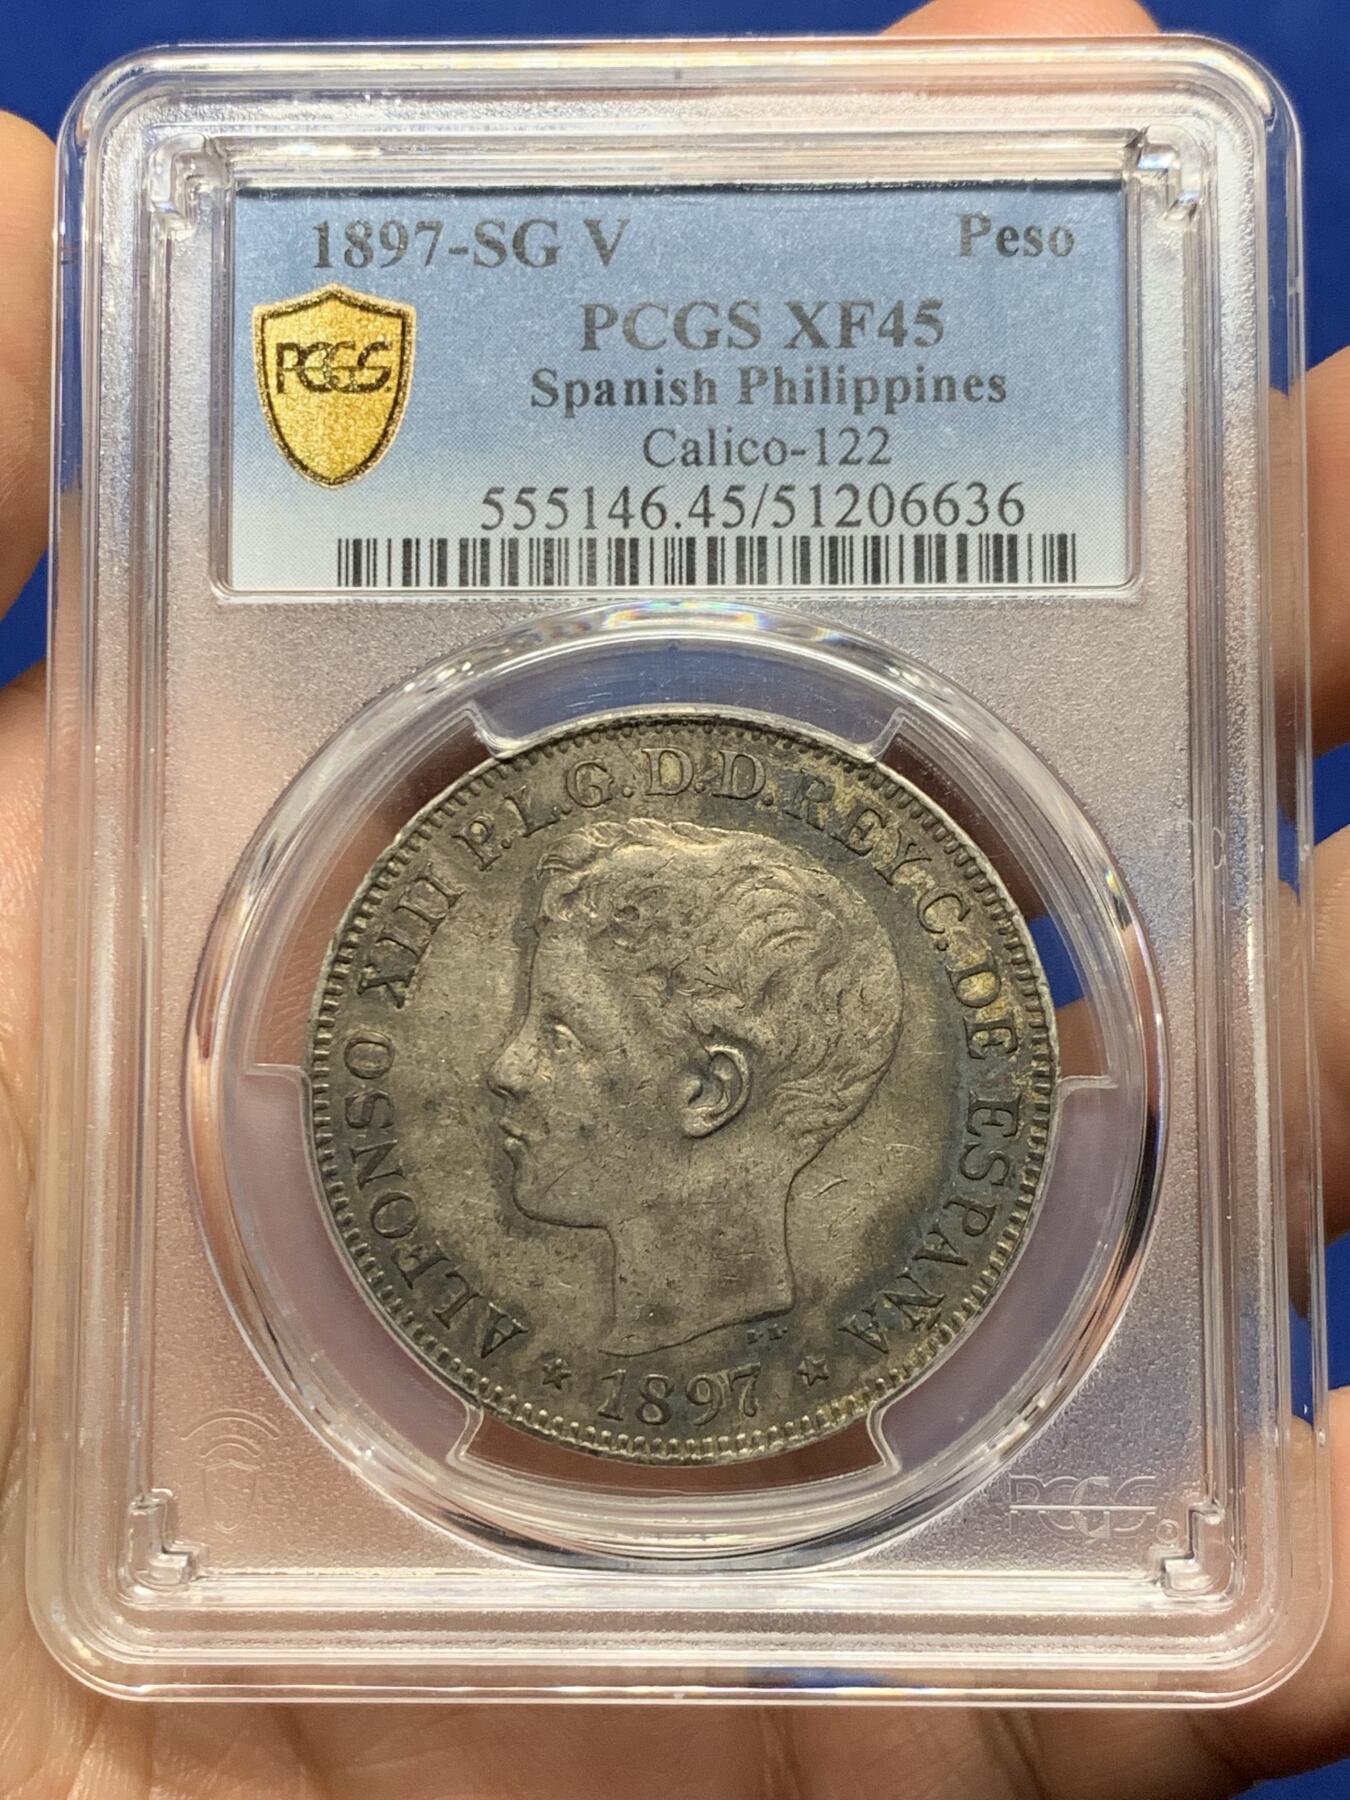 1897-SG V Peso
PCGS XF45
PCGS
Spanish Philippines
Calico-122
555146.45/51206636
ALFONSO XIII P.L.G.D.D.REY C.DE ESPAÑA
1897
PCGS